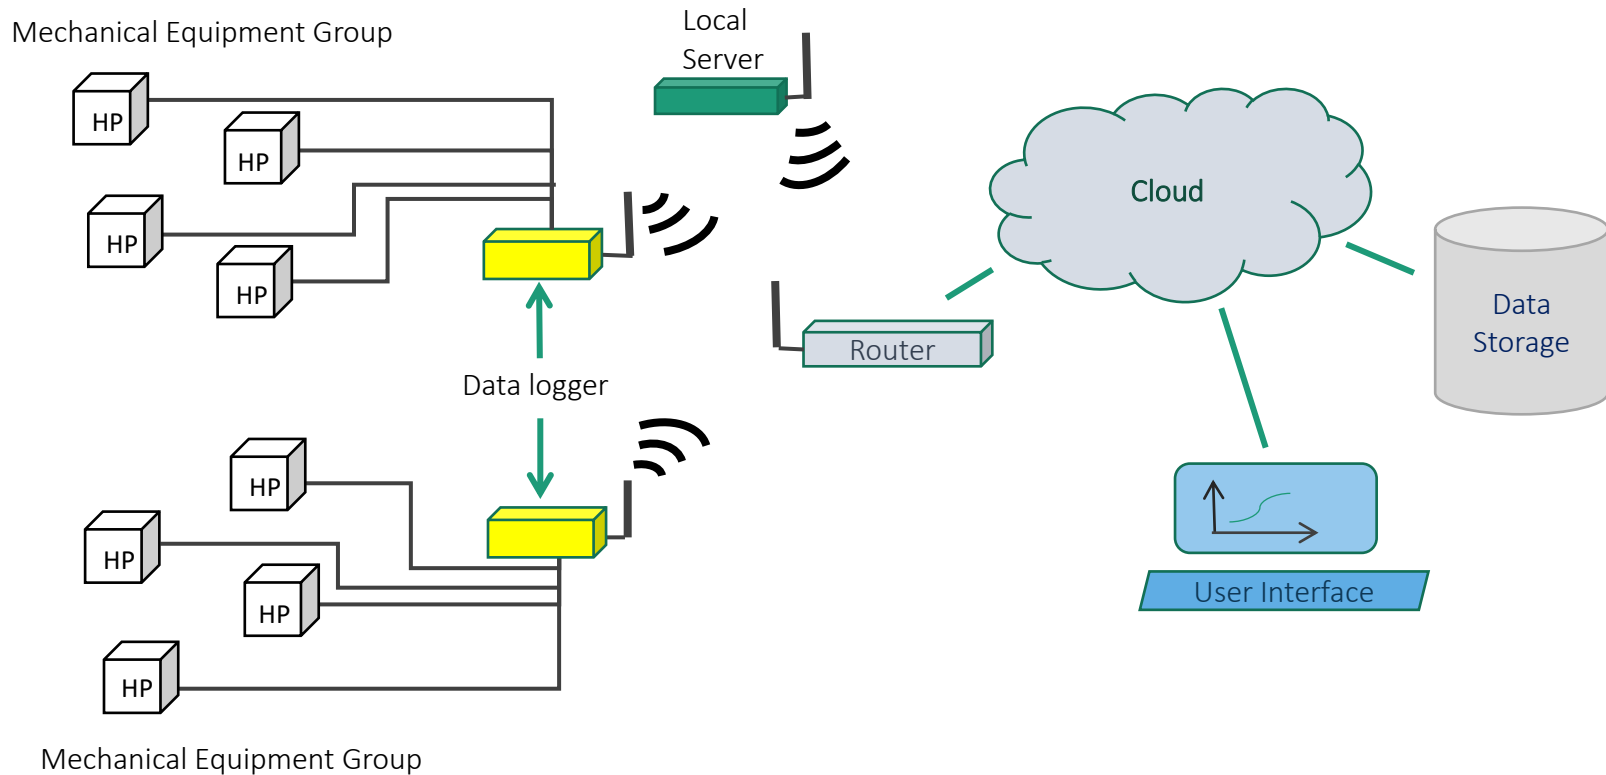 Mechanical Equipment Group
Local
Server
HP
HP
HP
HP
Cloud
Data
Storage
Router
Data logger
HP
HP
HP
HP
User Interface
Mechanical Equipment Group